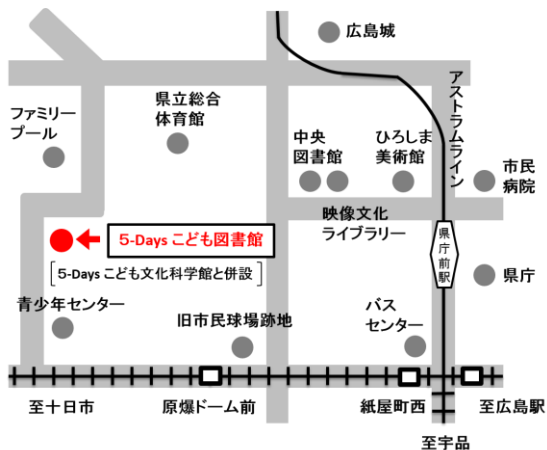 広島城
アストラムライン
ファミリー
プール
県立総合
体育館
中央
図書館
ひろしま
美術館
市民
病院
映像文化
ライブラリー
5-Days こども図書館
[5-Days こども文化科学館と併設]
県庁前駅
県庁
青少年センター
旧市民球場跡地
バス
センター
至十日市
原爆ドーム前
紙屋町西
至広島駅
至宇品